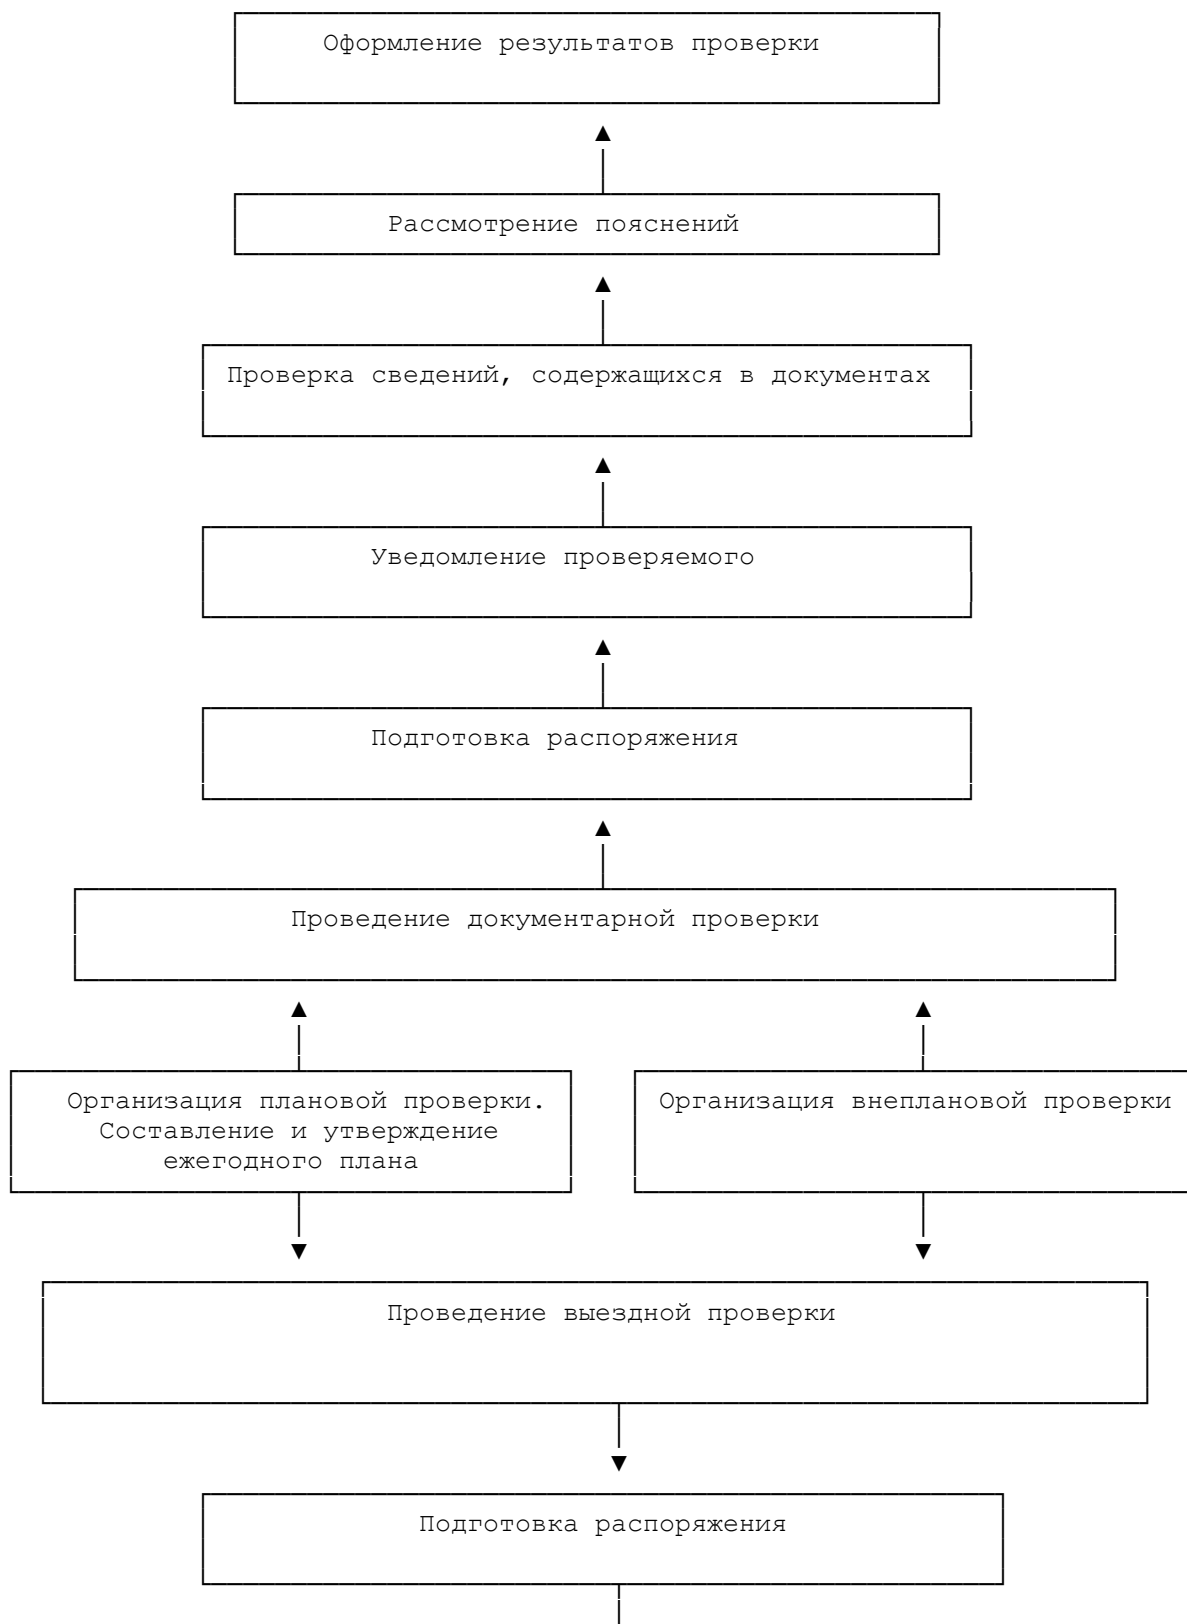 Оформление результатов проверки
Рассмотрение пояснений
Проверка сведений, содержащихся в документах
Уведомление проверяемого
Подготовка распоряжения
Проведение документарной проверки
Организация плановой проверки.
Составление и утверждение
ежегодного плана
Организация внеплановой проверки
Проведение выездной проверки
Подготовка распоряжения